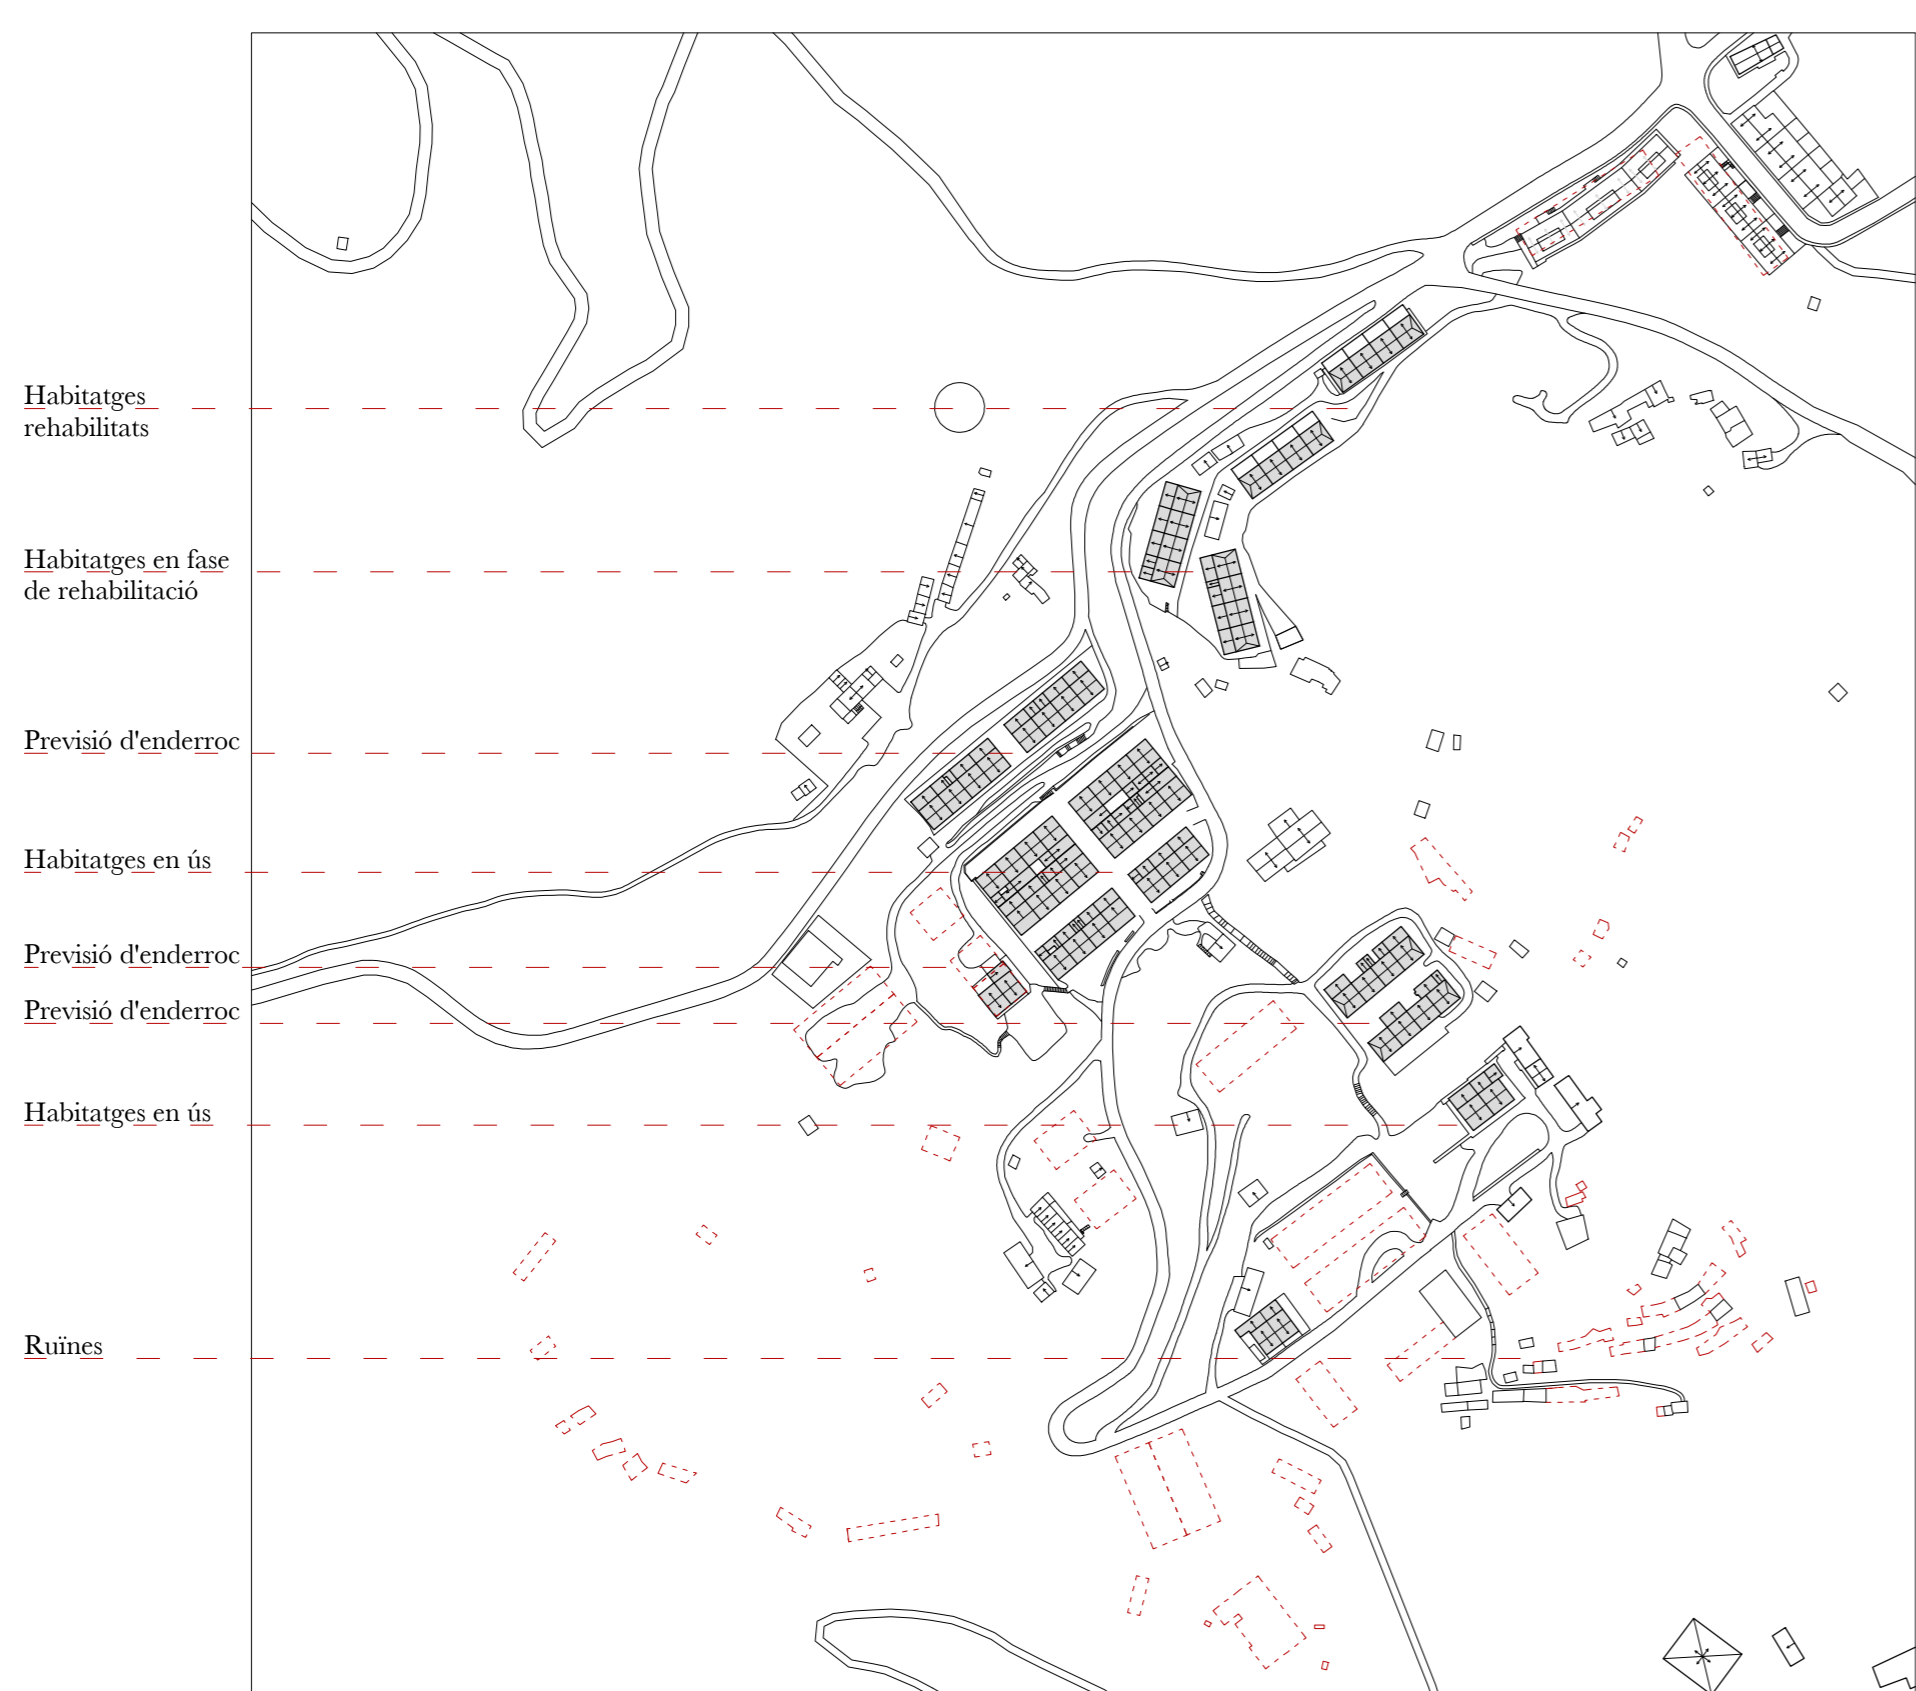 Habitatges
rehabilitats
Habitatges en fase
de rehabilitació
Previsió d'enderroc
Habitatges en ús
Previsió d'enderroc
Previsió d'enderroc
Habitatges en ús
Ruïnes